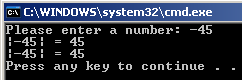 C:\WINDOWS\system32\cmd.exe
Please enter a number: -45
¦-45¦ = 45
¦-45¦ = 45
Press any key to continue . .